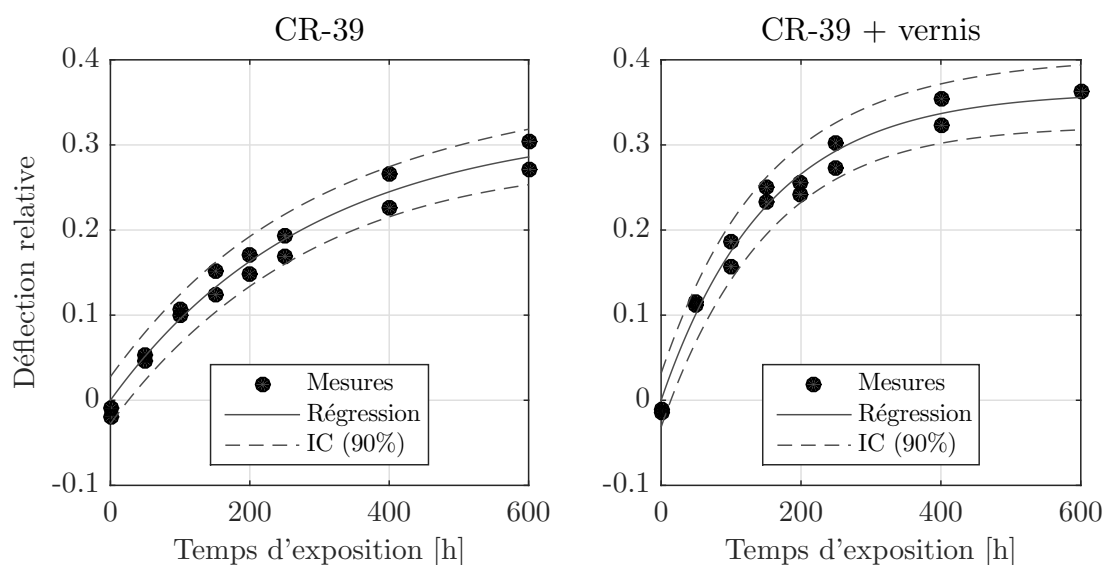 CR-39
0.4
0.3
0.2
0.1
0
-0.1
Déflection relative
Mesures
Régression
IC (90%)
0
200
400
600
Temps d'exposition [h]
CR-39 + vernis
0.4
0.3
0.2
0.1
0
-0.1
Mesures
Régression
IC (90%)
0
200
400
600
Temps d'exposition [h]